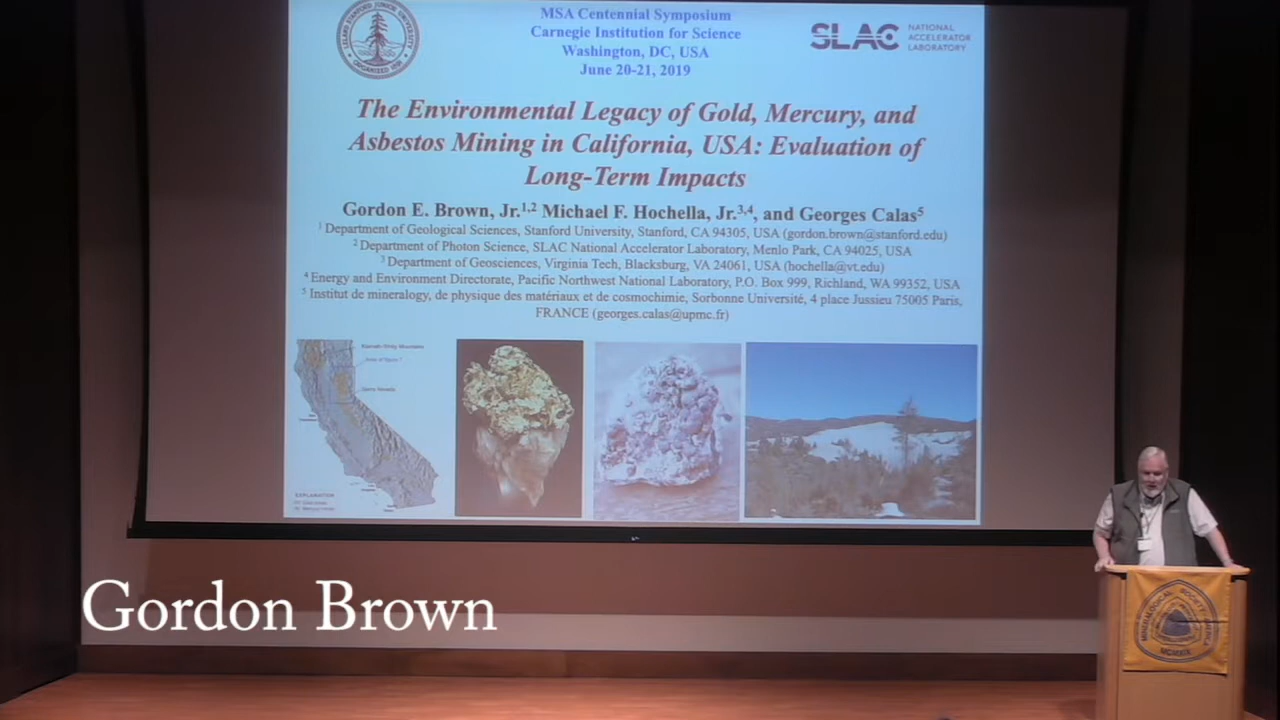 MSA Centennial Symposium
Carnegie Institution for Science
Washington, DC, USA
June 20-21, 2019
SLAC NATIONAL
ACCELERATOR
LABORATORY
The Environmental Legacy of Gold, Mercury, and
Asbestos Mining in California, USA: Evaluation of
Long-Term Impacts
Gordon E. Brown, Jr.1,2 Michael F. Hochella, Jr.3,4, and Georges Calas5
1 Department of Geological Sciences, Stanford University, Stanford, CA 94305, USA (gordon.brown@stanford.edu)
2 Department of Photon Science, SLAC National Accelerator Laboratory, Menlo Park, CA 94025, USA
3 Department of Geosciences, Virginia Tech, Blacksburg, VA 24061, USA (hochella@vt.edu)
4 Energy and Environment Directorate, Pacific Northwest National Laboratory, P.O. Box 999, Richland, WA 99352, USA
5 Institut de mineralogy, de physique des matériaux et de cosmochimie, Sorbonne Université, 4 place Jussieu 75005 Paris,
FRANCE (georges.calas@upmc.fr)
EXPLANATION
Gordon Brown
MINERALOGICAL SOCIETY
MCMXIX